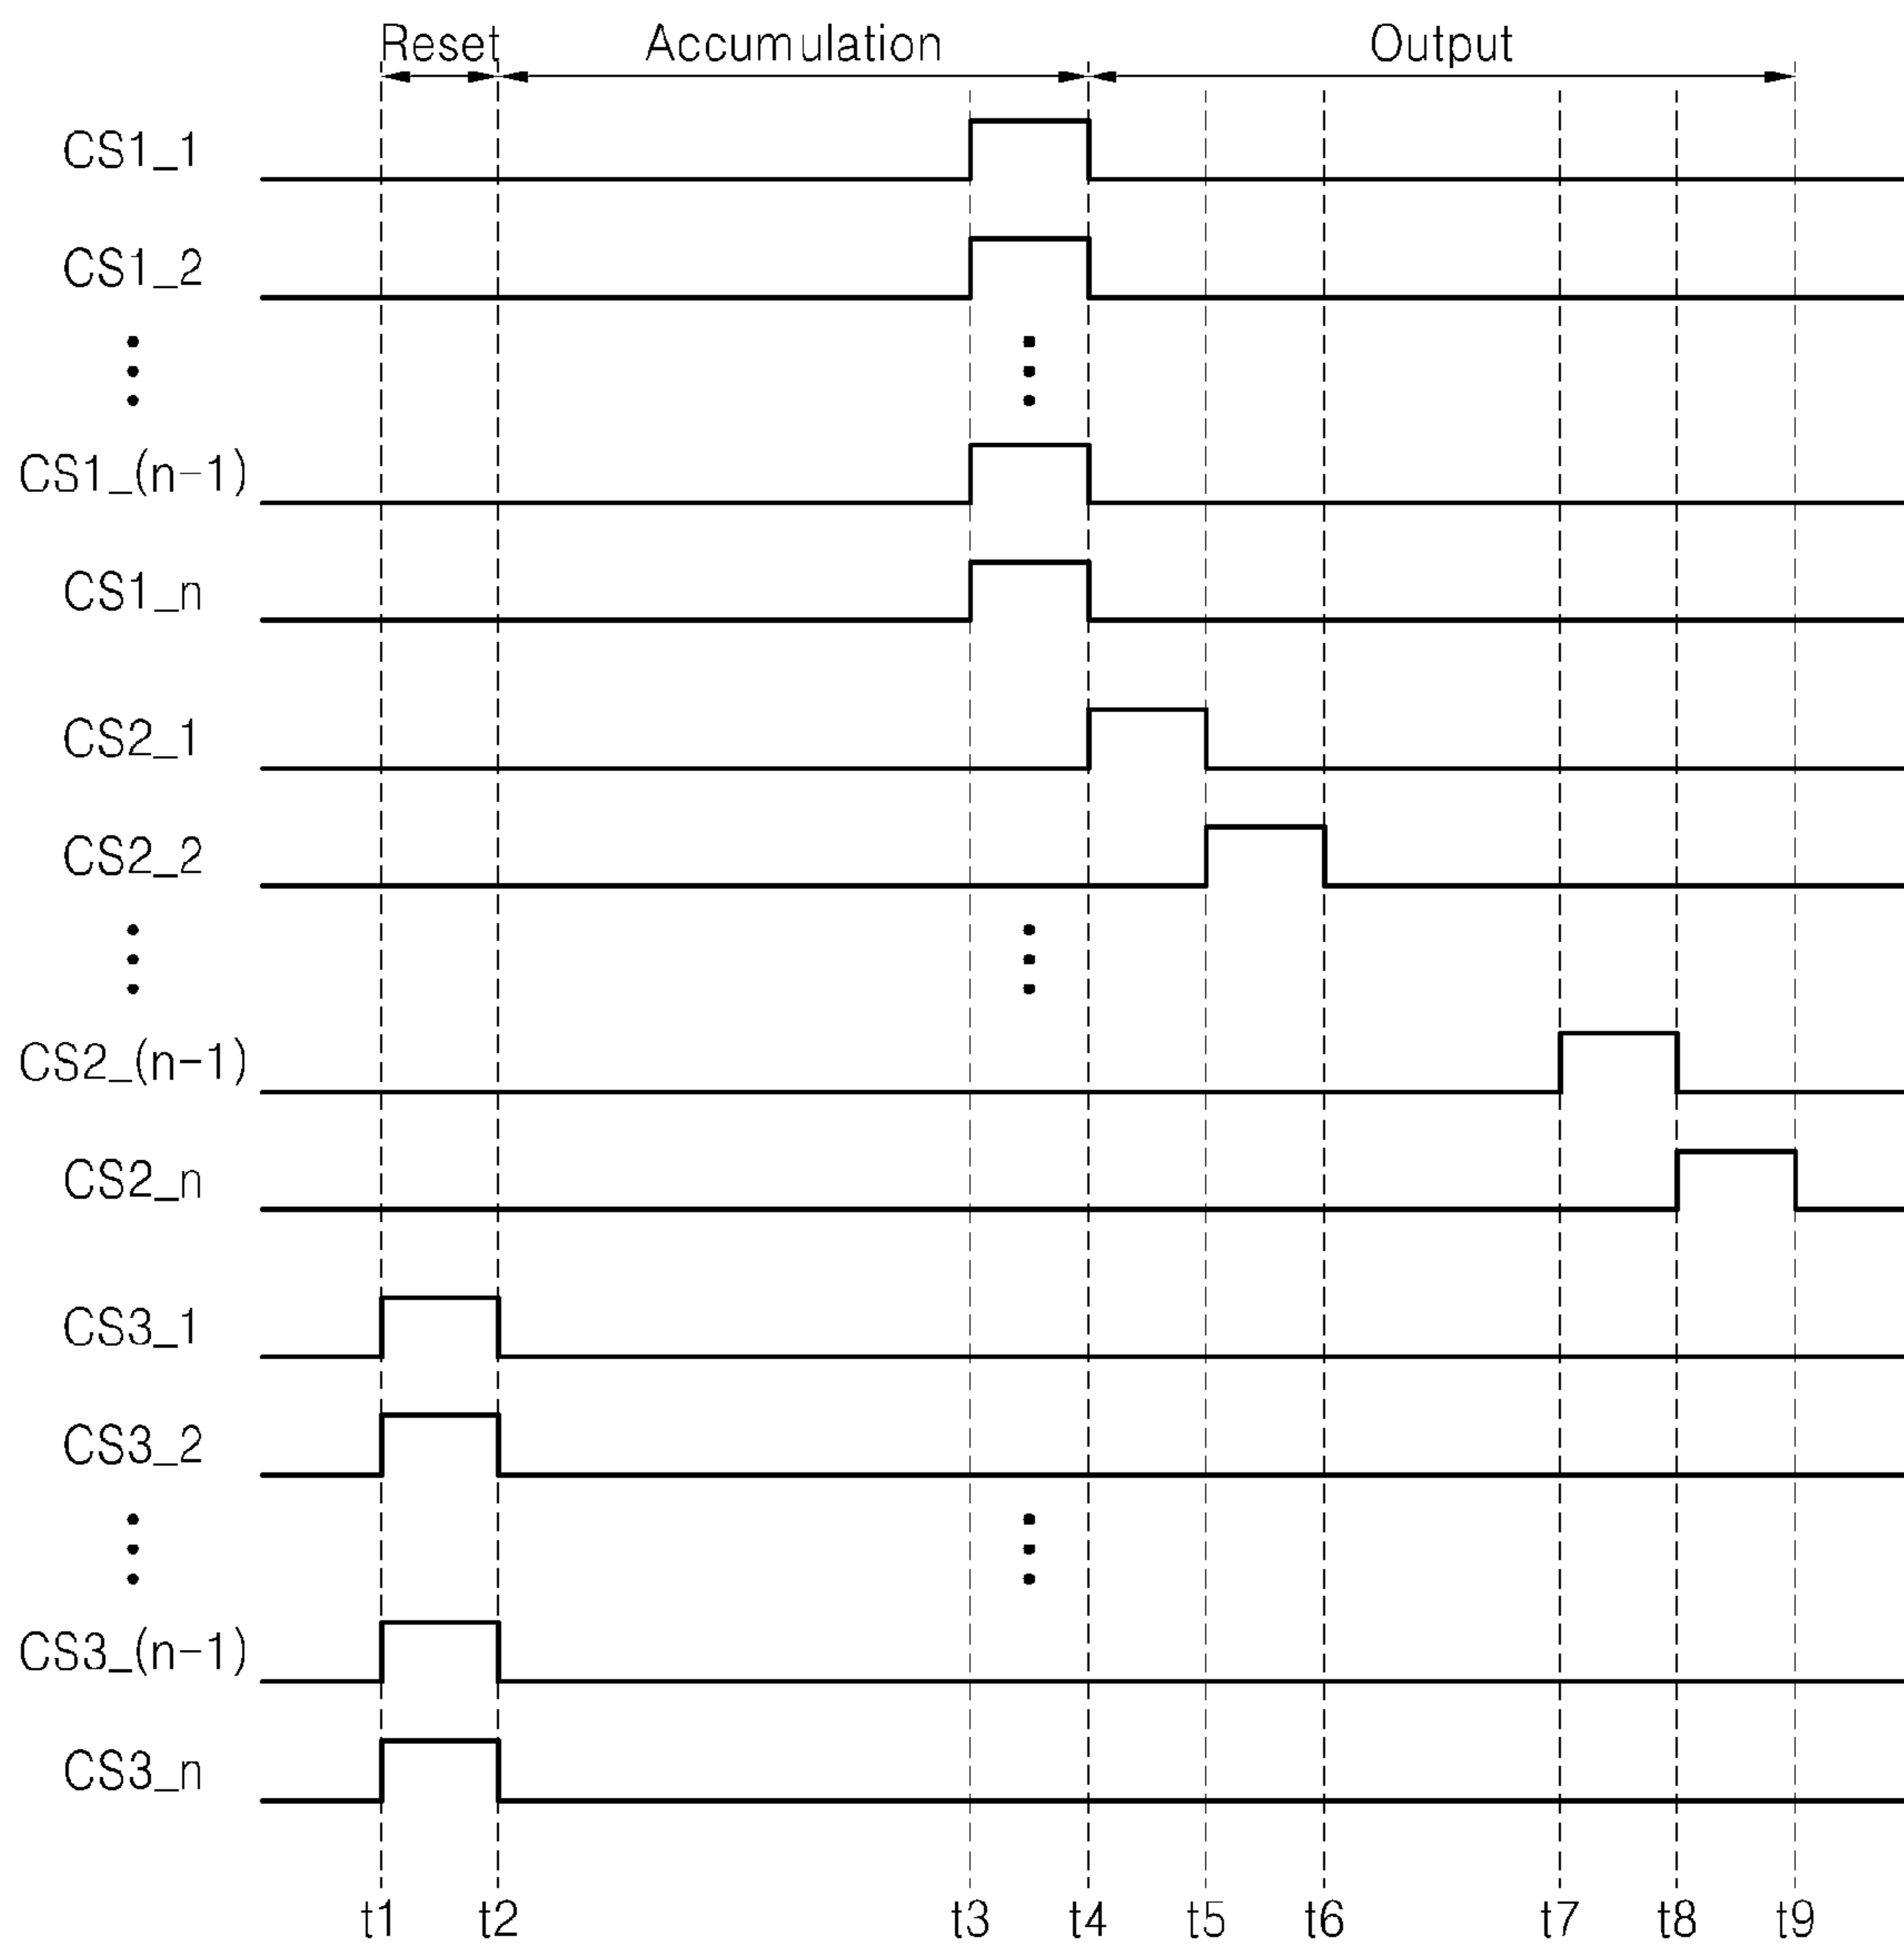 Reset Accumulation Output
CS1_1
CS1_2
CS1_(n-1)
CS1_n
CS2_1
CS2_2
CS2_(n-1)
CS2_n
CS3_1
CS3_2
CS3_(n-1)
CS3_n
t1 t2 t3 t4 t5 t6 t7 t8 t9